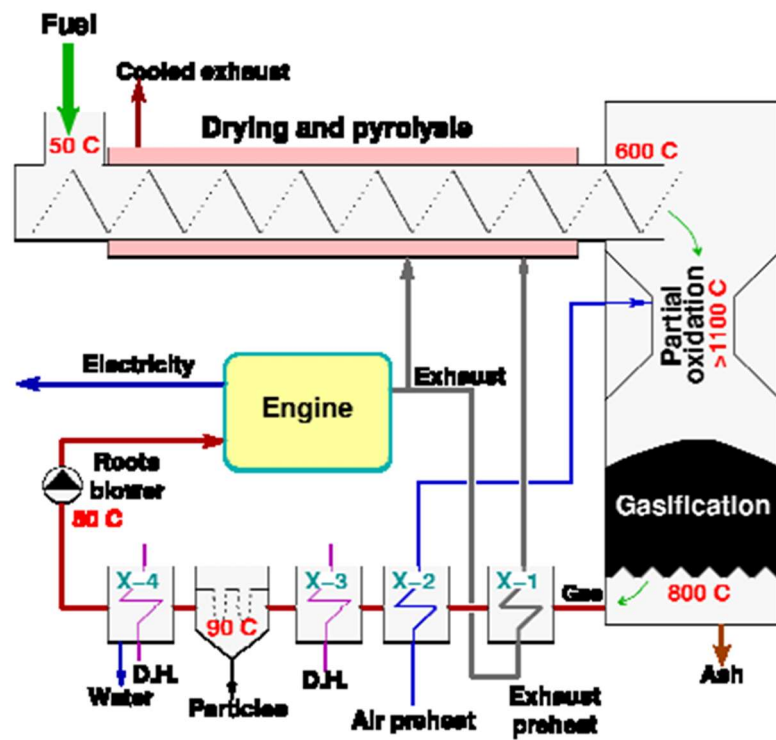 Fuel
Cooled exhaust
Drying and pyrolysis
50 C
600 C
Partial
oxidation
>1100 C
Electricity
Engine
Exhaust
Roots
blower
Gasification
X-4
X-3
X-2
X-1
Gas
800 C
90 C
D.H.
Water
Particles
D.H.
Air preheat
Exhaust
preheat
Ash